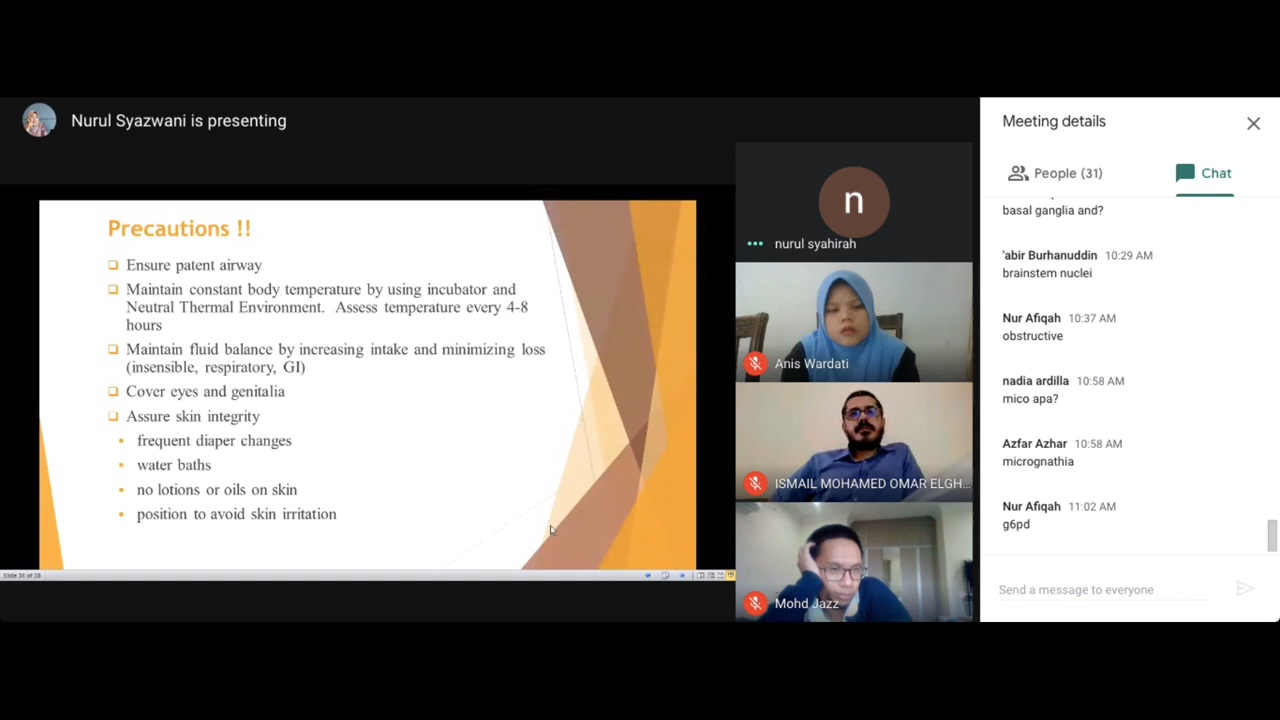 Nurul Syazwani is presenting
Precautions !!
Ensure patent airway
Maintain constant body temperature by using incubator and
Neutral Thermal Environment. Assess temperature every 4-8
hours
Maintain fluid balance by increasing intake and minimizing loss
(insensible, respiratory, GI)
Cover eyes and genitalia
Assure skin integrity
frequent diaper changes
water baths
no lotions or oils on skin
position to avoid skin irritation
Slide 34 of 38
n
nurul syahirah
Anis Wardati
ISMAIL MOHAMED OMAR ELGH...
Mohd Jazz
Meeting details
People (31)
Chat
basal ganglia and?
'abir Burhanuddin 10:29 AM
brainstem nuclei
Nur Afiqah 10:37 AM
obstructive
nadia ardilla 10:58 AM
mico apa?
Azfar Azhar 10:58 AM
micrognathia
Nur Afiqah 11:02 AM
g6pd
Send a message to everyone